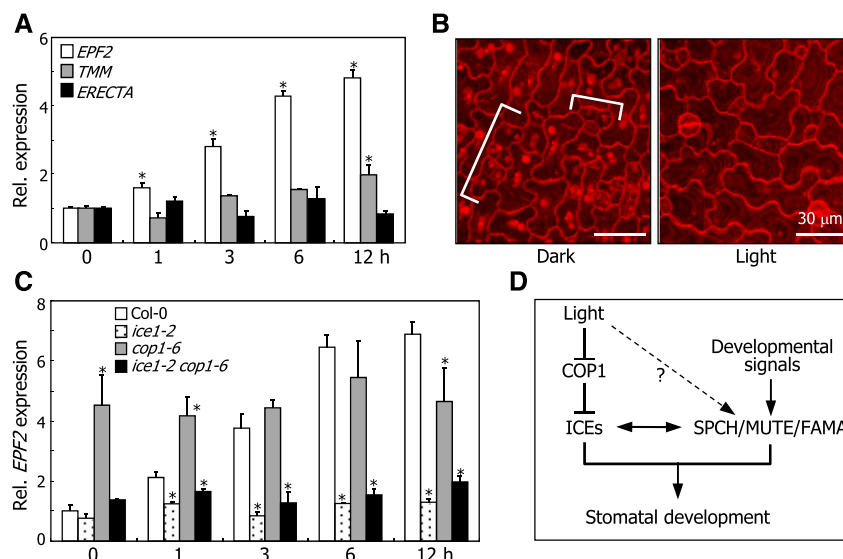 A
6
4
2
0
Rel. expression
EPF2
TMM
ERECTA
*
*
*
*
*
0 1 3 6 12 h
B
30 µm
Dark Light
C
8
6
4
2
0
Rel. EPF2 expression
Col-0
ice1-2
cop1-6
ice1-2 cop1-6
*
*
*
*
*
*
*
*
*
*
*
0 1 3 6 12 h
D
Light
COP1
ICEs
?
Developmental
signals
SPCH/MUTE/FAMA
Stomatal development